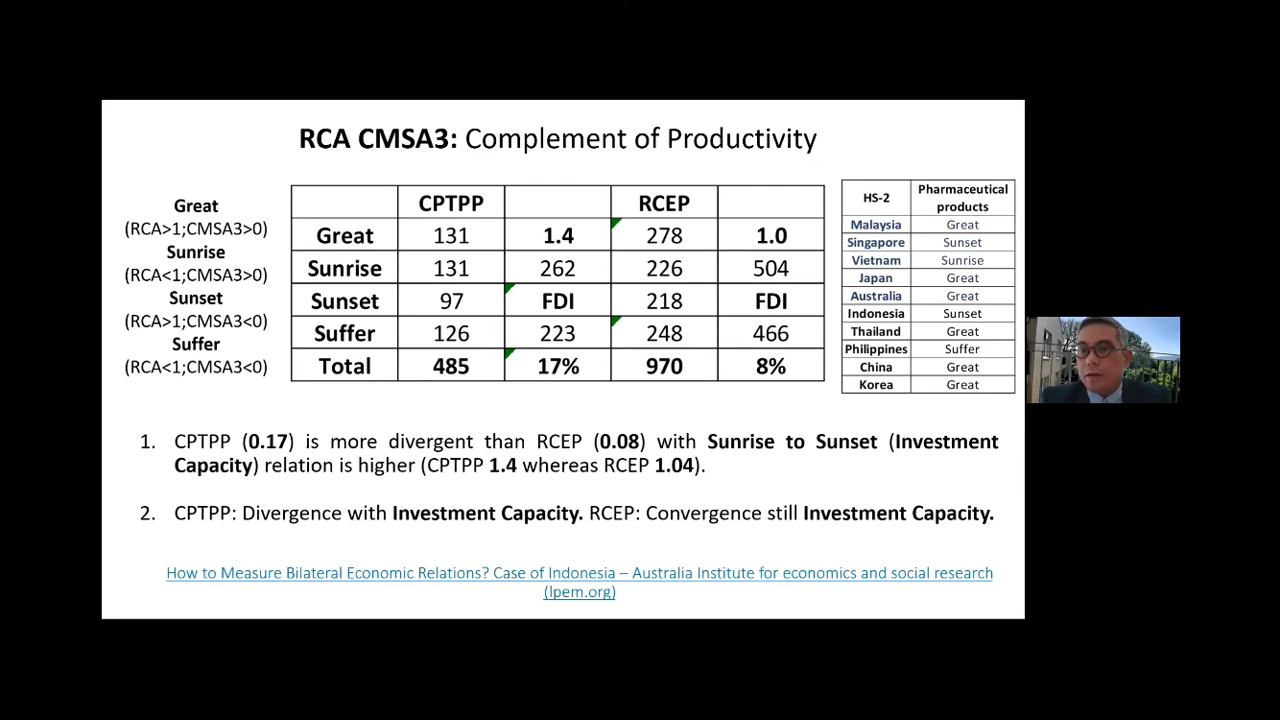 RCA CMSA3: Complement of Productivity
Great
(RCA>1;CMSA3>0)
Sunrise
(RCA<1;CMSA3>0)
Sunset
(RCA>1;CMSA3<0)
Suffer
(RCA<1;CMSA3<0)
CPTPP RCEP
Great 131 1.4 278 1.0
Sunrise 131 262 226 504
Sunset 97 FDI 218 FDI
Suffer 126 223 248 466
Total 485 17% 970 8%
HS-2 Pharmaceutical products
Malaysia Great
Singapore Sunset
Vietnam Sunrise
Japan Great
Australia Great
Indonesia Sunset
Thailand Great
Philippines Suffer
China Great
Korea Great
1. CPTPP (0.17) is more divergent than RCEP (0.08) with Sunrise to Sunset (Investment
Capacity) relation is higher (CPTPP 1.4 whereas RCEP 1.04).
2. CPTPP: Divergence with Investment Capacity. RCEP: Convergence still Investment Capacity.
How to Measure Bilateral Economic Relations? Case of Indonesia – Australia Institute for economics and social research
(lpem.org)